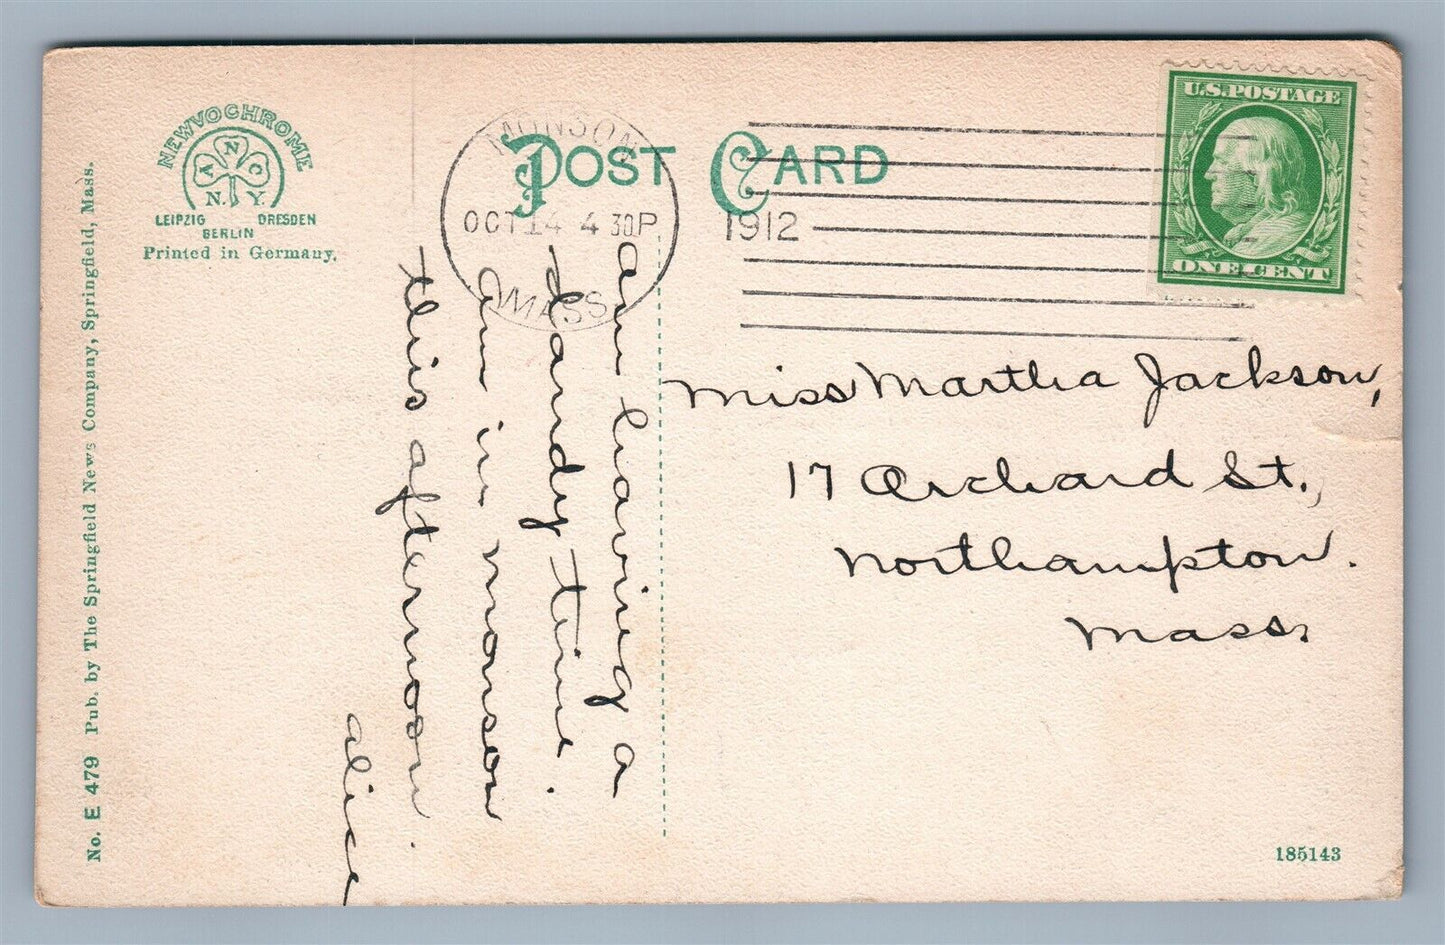 NEWVOCHROME
A N C
N. Y.
LEIPZIG DRESDEN
BERLIN
Printed in Germany.
No. E 479 Pub. by The Springfield News Company, Springfield, Mass.
POST CARD
MONSON
OCT 14 4 30P.
1912
MASS.
U.S. POSTAGE
ONE CENT
am having a
dandy time.
am in monson
this afternoon
alice
Miss Martha Jackson,
17 Orchard St.,
Northampton.
Mass.
185143